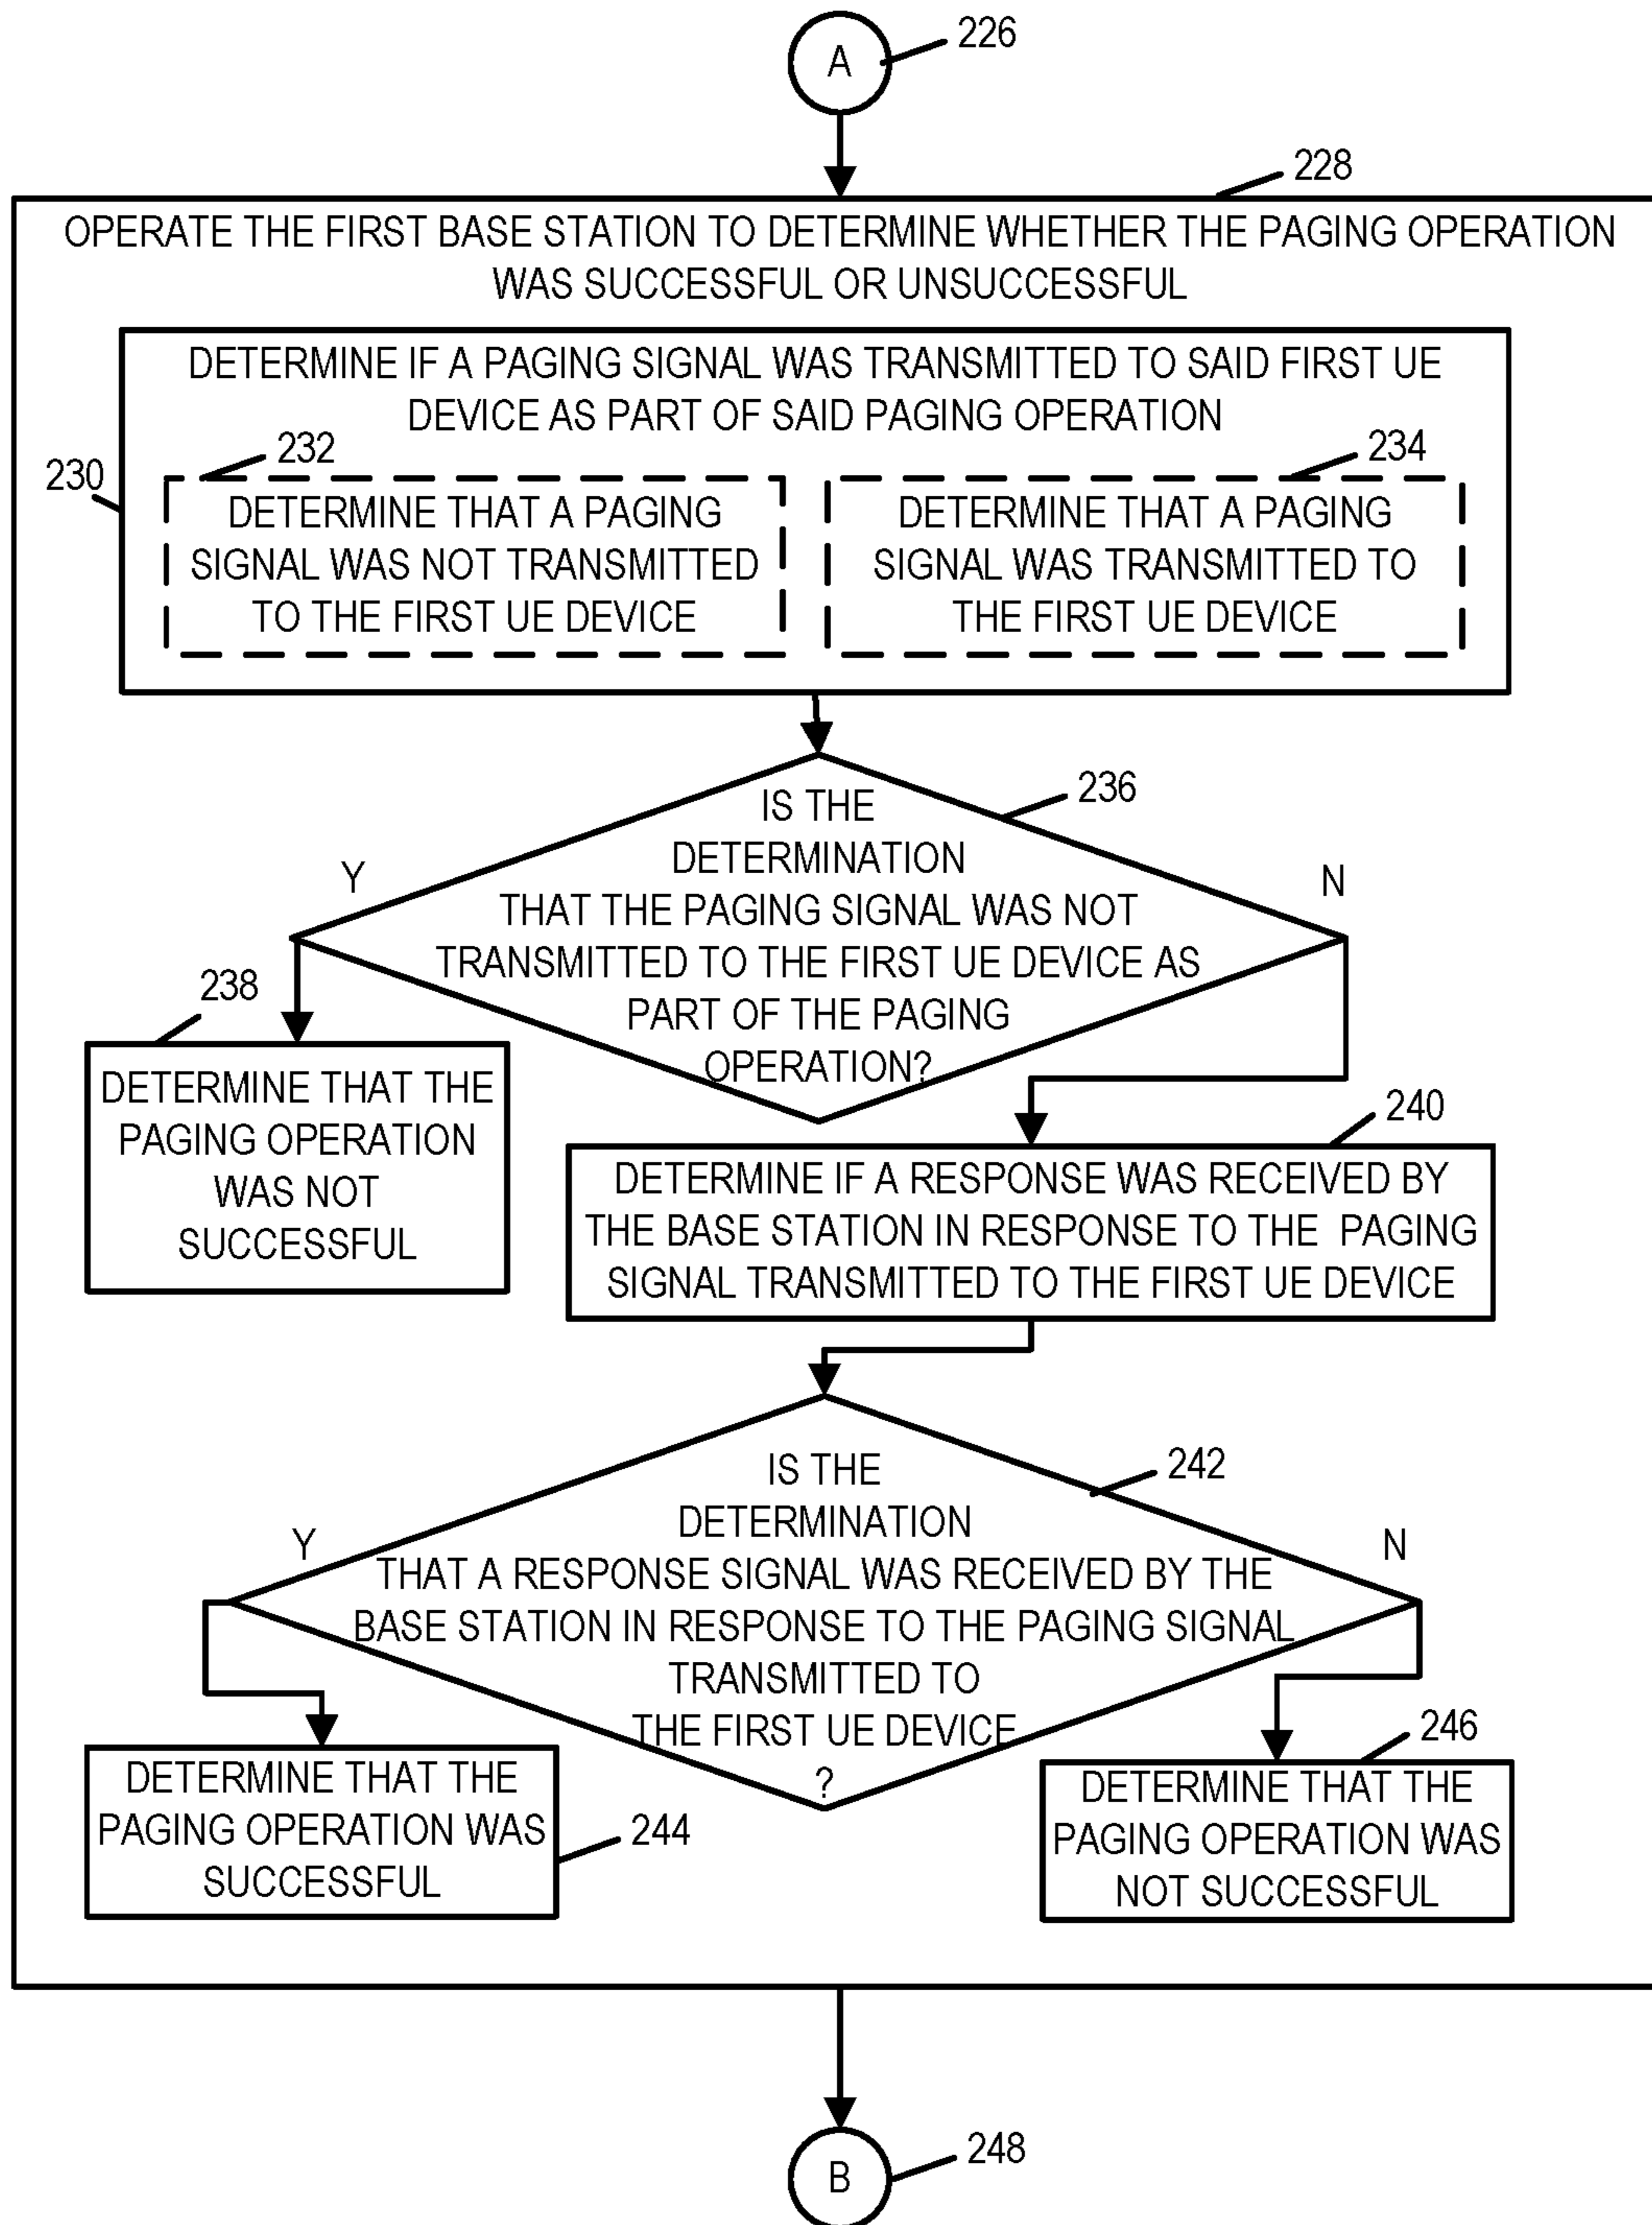 A
226
228
OPERATE THE FIRST BASE STATION TO DETERMINE WHETHER THE PAGING OPERATION
WAS SUCCESSFUL OR UNSUCCESSFUL
DETERMINE IF A PAGING SIGNAL WAS TRANSMITTED TO SAID FIRST UE
DEVICE AS PART OF SAID PAGING OPERATION
230
232
DETERMINE THAT A PAGING
SIGNAL WAS NOT TRANSMITTED
TO THE FIRST UE DEVICE
234
DETERMINE THAT A PAGING
SIGNAL WAS TRANSMITTED TO
THE FIRST UE DEVICE
236
IS THE
DETERMINATION
THAT THE PAGING SIGNAL WAS NOT
TRANSMITTED TO THE FIRST UE DEVICE AS
PART OF THE PAGING
OPERATION?
Y
N
238
DETERMINE THAT THE
PAGING OPERATION
WAS NOT
SUCCESSFUL
240
DETERMINE IF A RESPONSE WAS RECEIVED BY
THE BASE STATION IN RESPONSE TO THE PAGING
SIGNAL TRANSMITTED TO THE FIRST UE DEVICE
242
IS THE
DETERMINATION
THAT A RESPONSE SIGNAL WAS RECEIVED BY THE
BASE STATION IN RESPONSE TO THE PAGING SIGNAL
TRANSMITTED TO
THE FIRST UE DEVICE
?
Y
N
DETERMINE THAT THE
PAGING OPERATION WAS
SUCCESSFUL
244
246
DETERMINE THAT THE
PAGING OPERATION WAS
NOT SUCCESSFUL
B
248